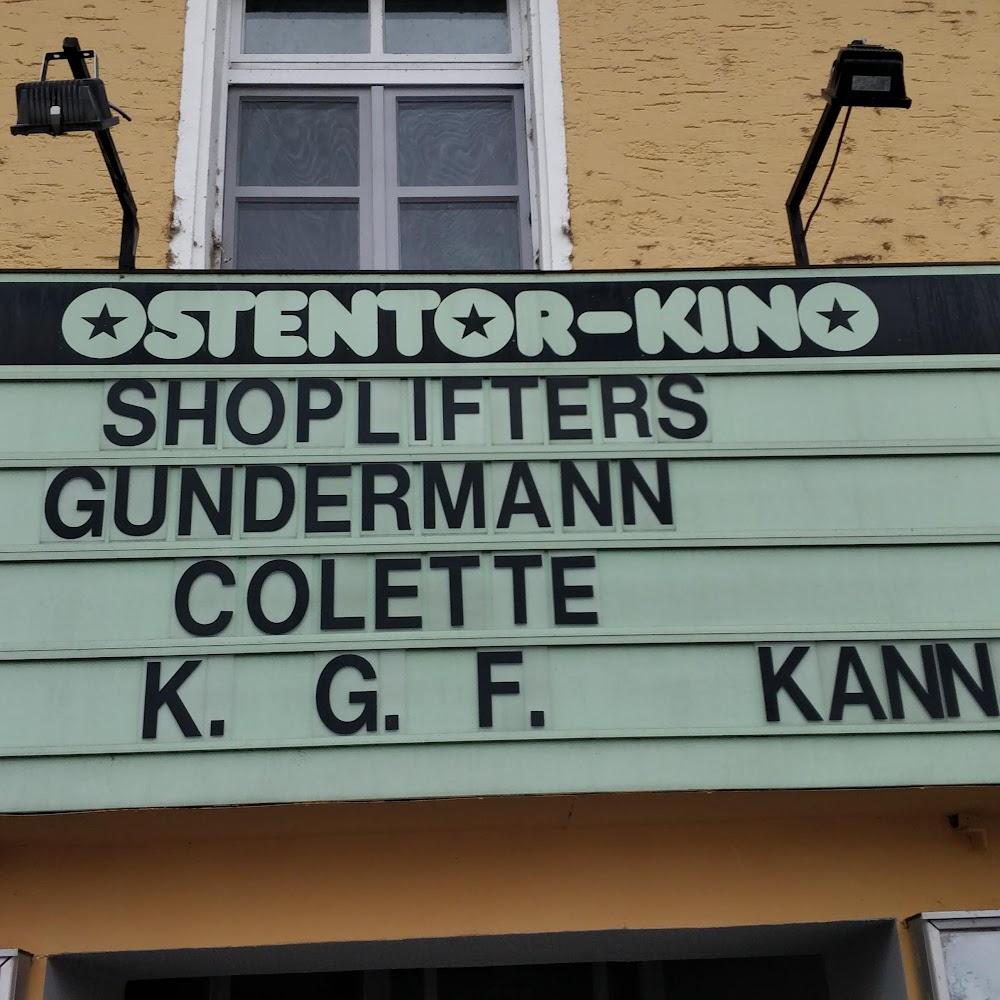 OSTENTOR-KINO
SHOPLIFTERS
GUNDERMANN
COLETTE
K. G. F. KANN